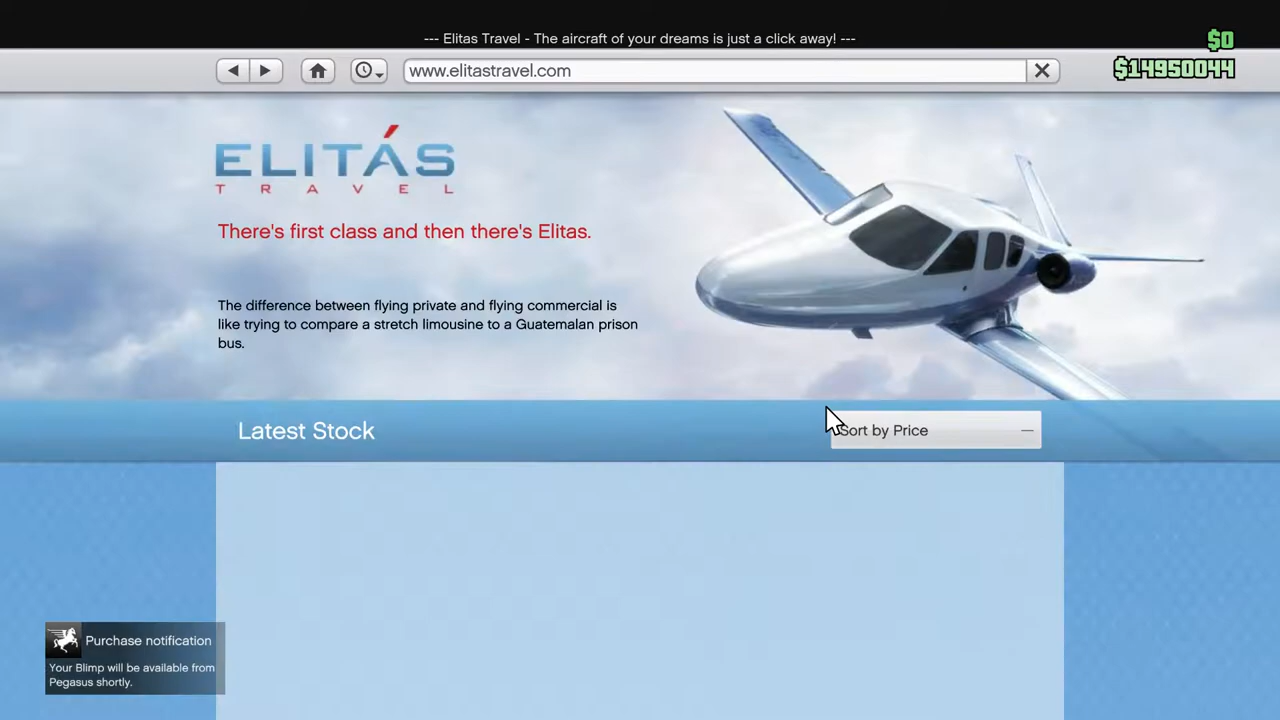 --- Elitas Travel - The aircraft of your dreams is just a click away! ---
$0
$14950044
www.elitastravel.com
ELITÁS
TRAVEL
There's first class and then there's Elitas.
The difference between flying private and flying commercial is
like trying to compare a stretch limousine to a Guatemalan prison
bus.
Latest Stock
Sort by Price
Purchase notification
Your Blimp will be available from
Pegasus shortly.